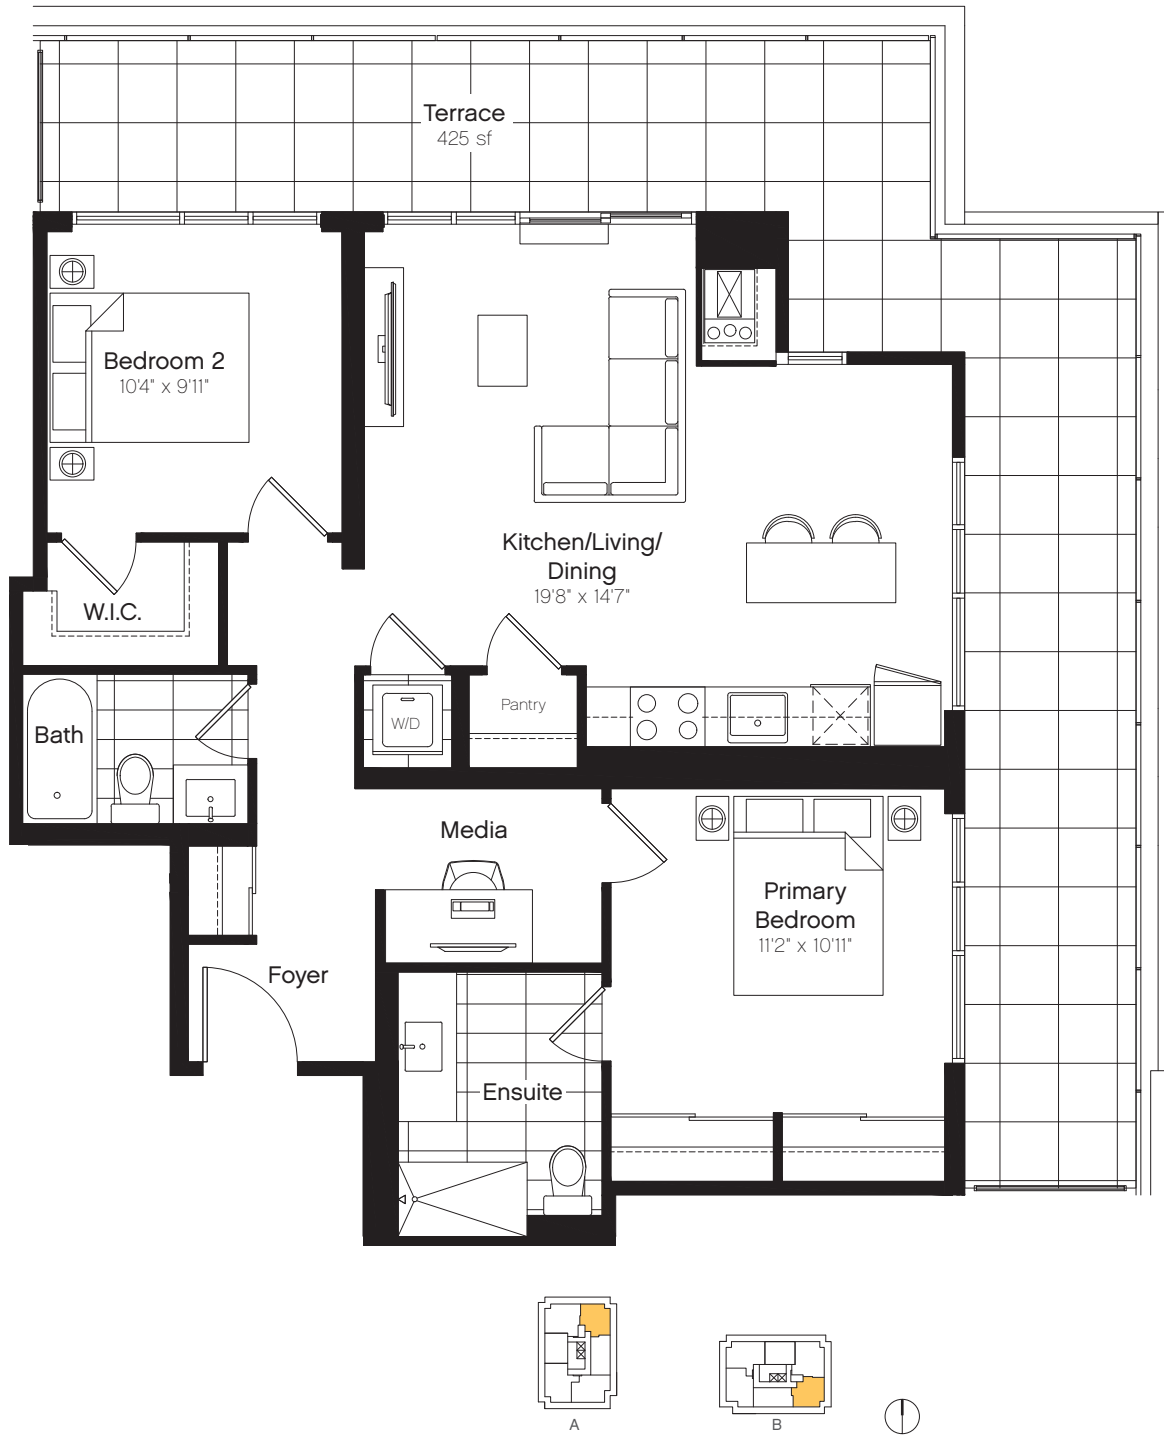 Terrace
425 sf
Bedroom 2
10'4" x 9'11"
Kitchen/Living/
Dining
19'8" x 14'7"
W.I.C.
Bath
W/D
Pantry
Media
Primary
Bedroom
11'2" x 10'11"
Foyer
Ensuite
A
B